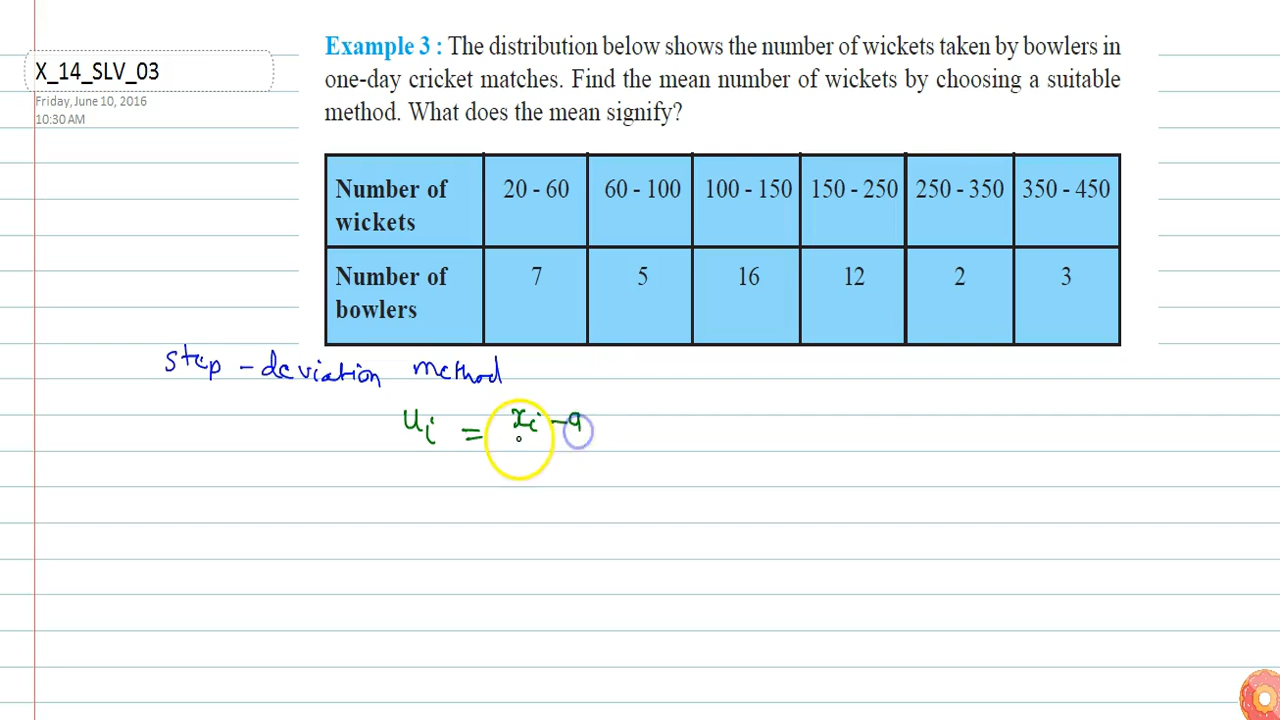 X_14_SLV_03
Friday, June 10, 2016
10:30 AM
Example 3 : The distribution below shows the number of wickets taken by bowlers in
one-day cricket matches. Find the mean number of wickets by choosing a suitable
method. What does the mean signify?
Number of wickets 20 - 60 60 - 100 100 - 150 150 - 250 250 - 350 350 - 450
Number of bowlers 7 5 16 12 2 3
step - deviation method
ui = xi - a